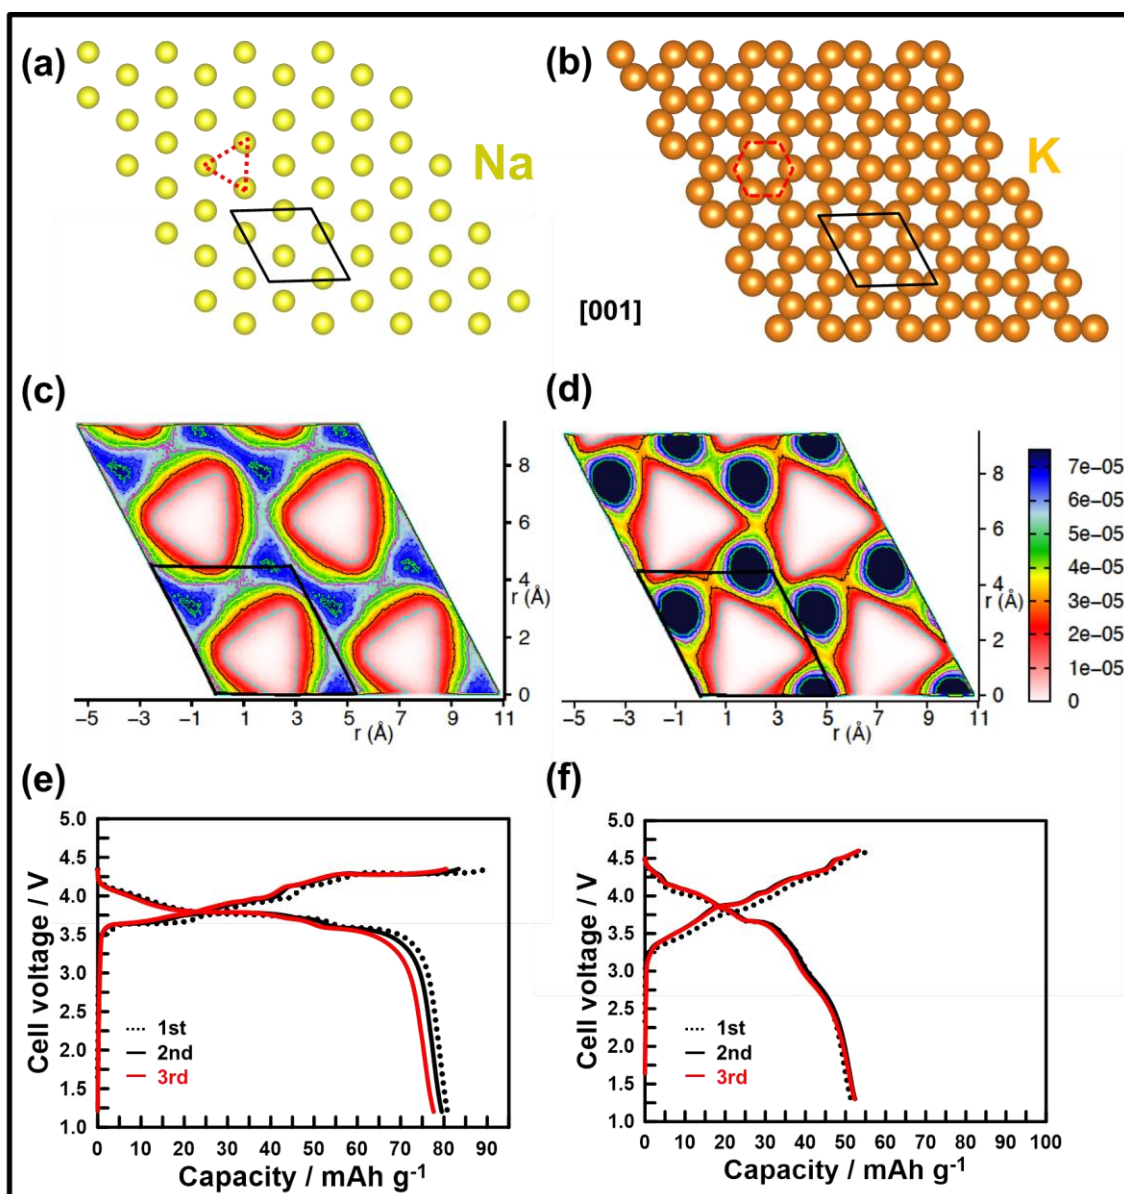 (a)
(b)
Na
K
[001]
(c)
8
6
4
r (Å)
2
0
−5 −3 −1 1 3 5 7 9 11
r (Å)
(d)
8
6
4
r (Å)
2
0
−5 −3 −1 1 3 5 7 9 11
r (Å)
7e−05
6e−05
5e−05
4e−05
3e−05
2e−05
1e−05
0
(e)
Cell voltage / V
5.0
4.5
4.0
3.5
3.0
2.5
2.0
1.5
1.0
1st
2nd
3rd
0 10 20 30 40 50 60 70 80 90
Capacity / mAh g-1
(f)
Cell voltage / V
5.0
4.5
4.0
3.5
3.0
2.5
2.0
1.5
1.0
1st
2nd
3rd
0 10 20 30 40 50 60 70 80 90 100
Capacity / mAh g-1